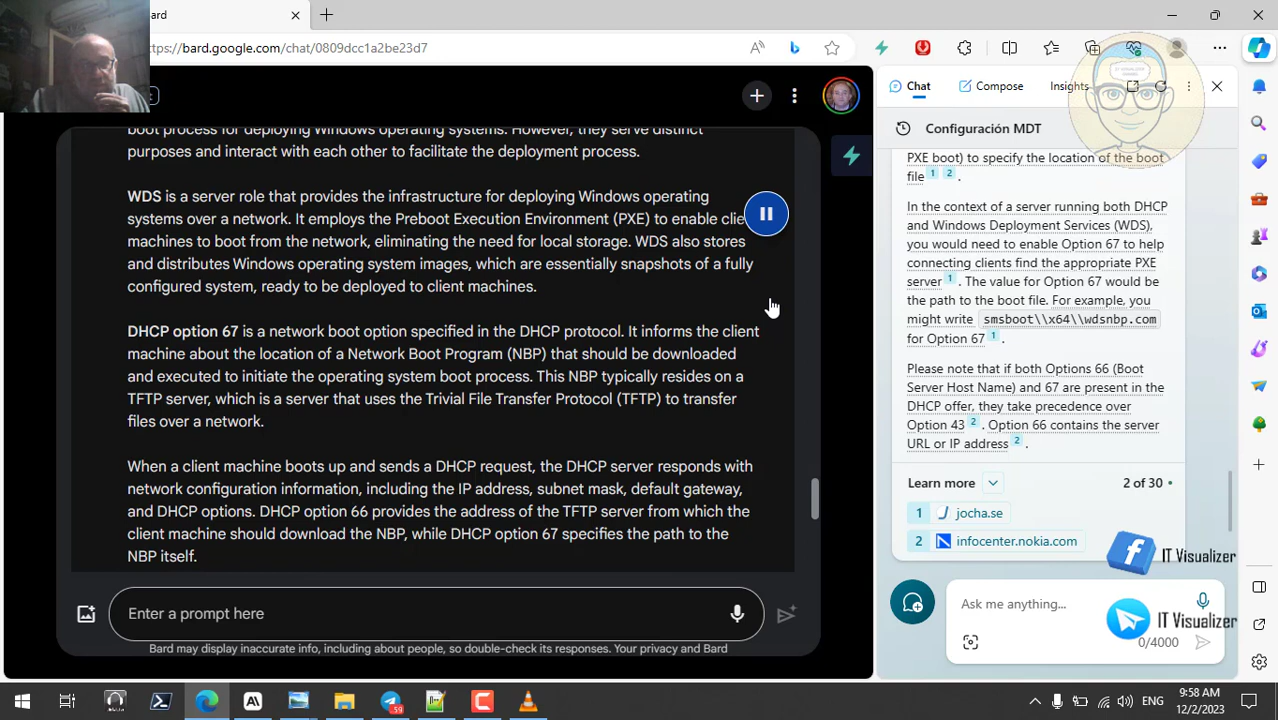 ard
ttps://bard.google.com/chat/0809dcc1a2be23d7
boot process for deploying Windows operating systems. However, they serve distinct
purposes and interact with each other to facilitate the deployment process.
WDS is a server role that provides the infrastructure for deploying Windows operating
systems over a network. It employs the Preboot Execution Environment (PXE) to enable clie
machines to boot from the network, eliminating the need for local storage. WDS also stores
and distributes Windows operating system images, which are essentially snapshots of a fully
configured system, ready to be deployed to client machines.
DHCP option 67 is a network boot option specified in the DHCP protocol. It informs the client
machine about the location of a Network Boot Program (NBP) that should be downloaded
and executed to initiate the operating system boot process. This NBP typically resides on a
TFTP server, which is a server that uses the Trivial File Transfer Protocol (TFTP) to transfer
files over a network.
When a client machine boots up and sends a DHCP request, the DHCP server responds with
network configuration information, including the IP address, subnet mask, default gateway,
and DHCP options. DHCP option 66 provides the address of the TFTP server from which the
client machine should download the NBP, while DHCP option 67 specifies the path to the
NBP itself.
Enter a prompt here
Bard may display inaccurate info, including about people, so double-check its responses. Your privacy and Bard
Chat Compose Insights
IT VISUALIZER
Configuración MDT
PXE boot) to specify the location of the boot
file 1 2 .
In the context of a server running both DHCP
and Windows Deployment Services (WDS),
you would need to enable Option 67 to help
connecting clients find the appropriate PXE
server 1 . The value for Option 67 would be
the path to the boot file. For example, you
might write smsboot\\x64\\wdsnbp.com
for Option 67 1 .
Please note that if both Options 66 (Boot
Server Host Name) and 67 are present in the
DHCP offer, they take precedence over
Option 43 2 . Option 66 contains the server
URL or IP address 2 .
Learn more 2 of 30
1 jocha.se
2 infocenter.nokia.com
IT Visualizer
Ask me anything...
IT Visualizer
0/4000
59
ENG
9:58 AM
12/2/2023